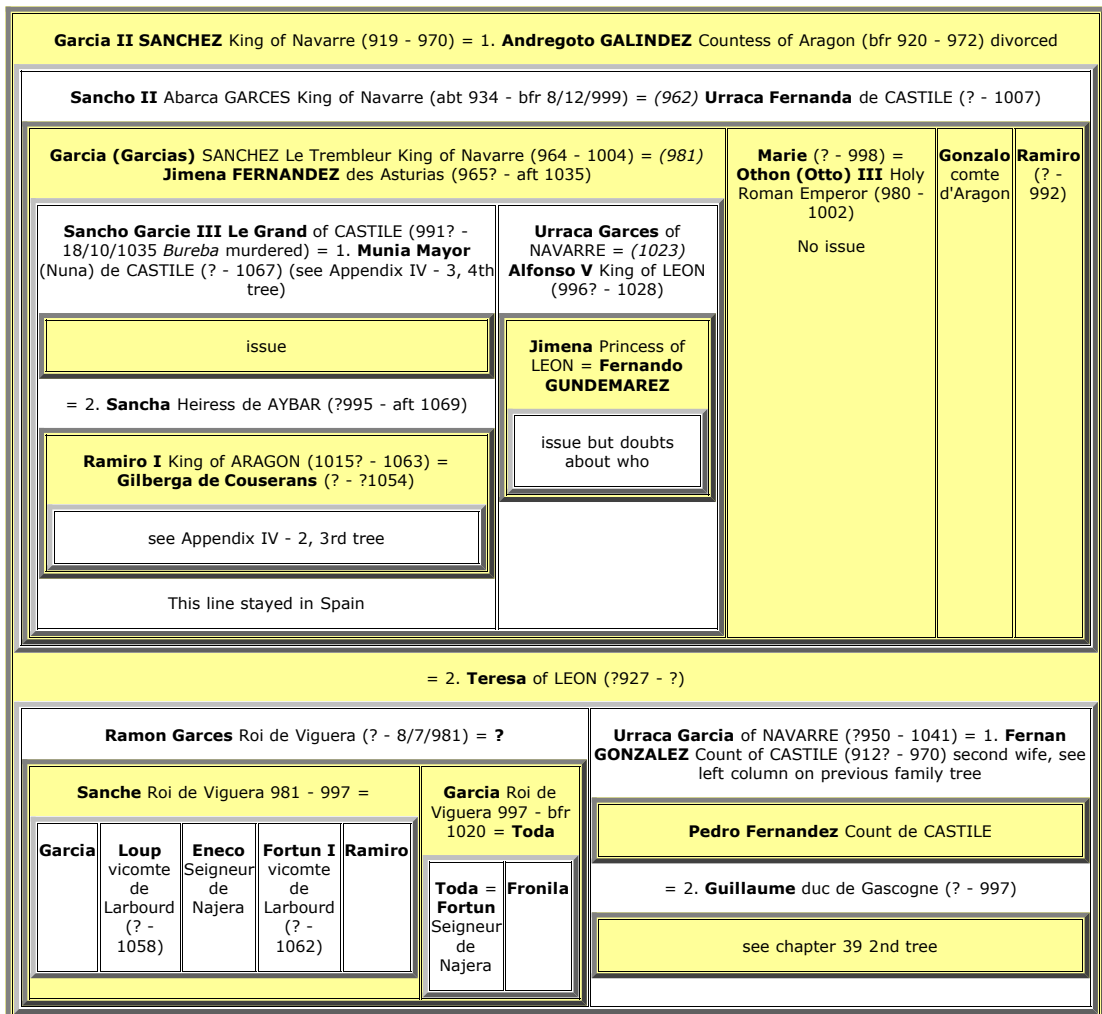 Garcia II SANCHEZ King of Navarre (919 - 970) = 1. Andregoto GALINDEZ Countess of Aragon (bfr 920 - 972) divorced
Sancho II Abarca GARCES King of Navarre (abt 934 - bfr 8/12/999) = (962) Urraca Fernanda de CASTILE (? - 1007)
Garcia (Garcias) SANCHEZ Le Trembleur King of Navarre (964 - 1004) = (981)
Jimena FERNANDEZ des Asturias (965? - aft 1035)
Sancho Garcie III Le Grand of CASTILE (991? -
18/10/1035 Bureba murdered) = 1. Munia Mayor
(Nuna) de CASTILE (? - 1067) (see Appendix IV - 3, 4th
tree)
issue
= 2. Sancha Heiress de AYBAR (?995 - aft 1069)
Ramiro I King of ARAGON (1015? - 1063) =
Gilberga de Couserans (? - ?1054)
see Appendix IV - 2, 3rd tree
This line stayed in Spain
Urraca Garces of
NAVARRE = (1023)
Alfonso V King of LEON
(996? - 1028)
Jimena Princess of
LEON = Fernando
GUNDEMAREZ
issue but doubts
about who
Marie (? - 998) =
Othon (Otto) III Holy
Roman Emperor (980 -
1002)
No issue
Gonzalo
comte
d'Aragon
Ramiro
(? -
992)
= 2. Teresa of LEON (?927 - ?)
Ramon Garces Roi de Viguera (? - 8/7/981) = ?
Sanche Roi de Viguera 981 - 997 =
Garcia
Loup
vicomte
de
Larbourd
(? -
1058)
Eneco
Seigneur
de
Najera
Fortun I
vicomte
de
Larbourd
(? -
1062)
Ramiro
Garcia Roi de
Viguera 997 - bfr
1020 = Toda
Toda =
Fortun
Seigneur
de
Najera
Fronila
Urraca Garcia of NAVARRE (?950 - 1041) = 1. Fernan
GONZALEZ Count of CASTILE (912? - 970) second wife, see
left column on previous family tree
Pedro Fernandez Count de CASTILE
= 2. Guillaume duc de Gascogne (? - 997)
see chapter 39 2nd tree